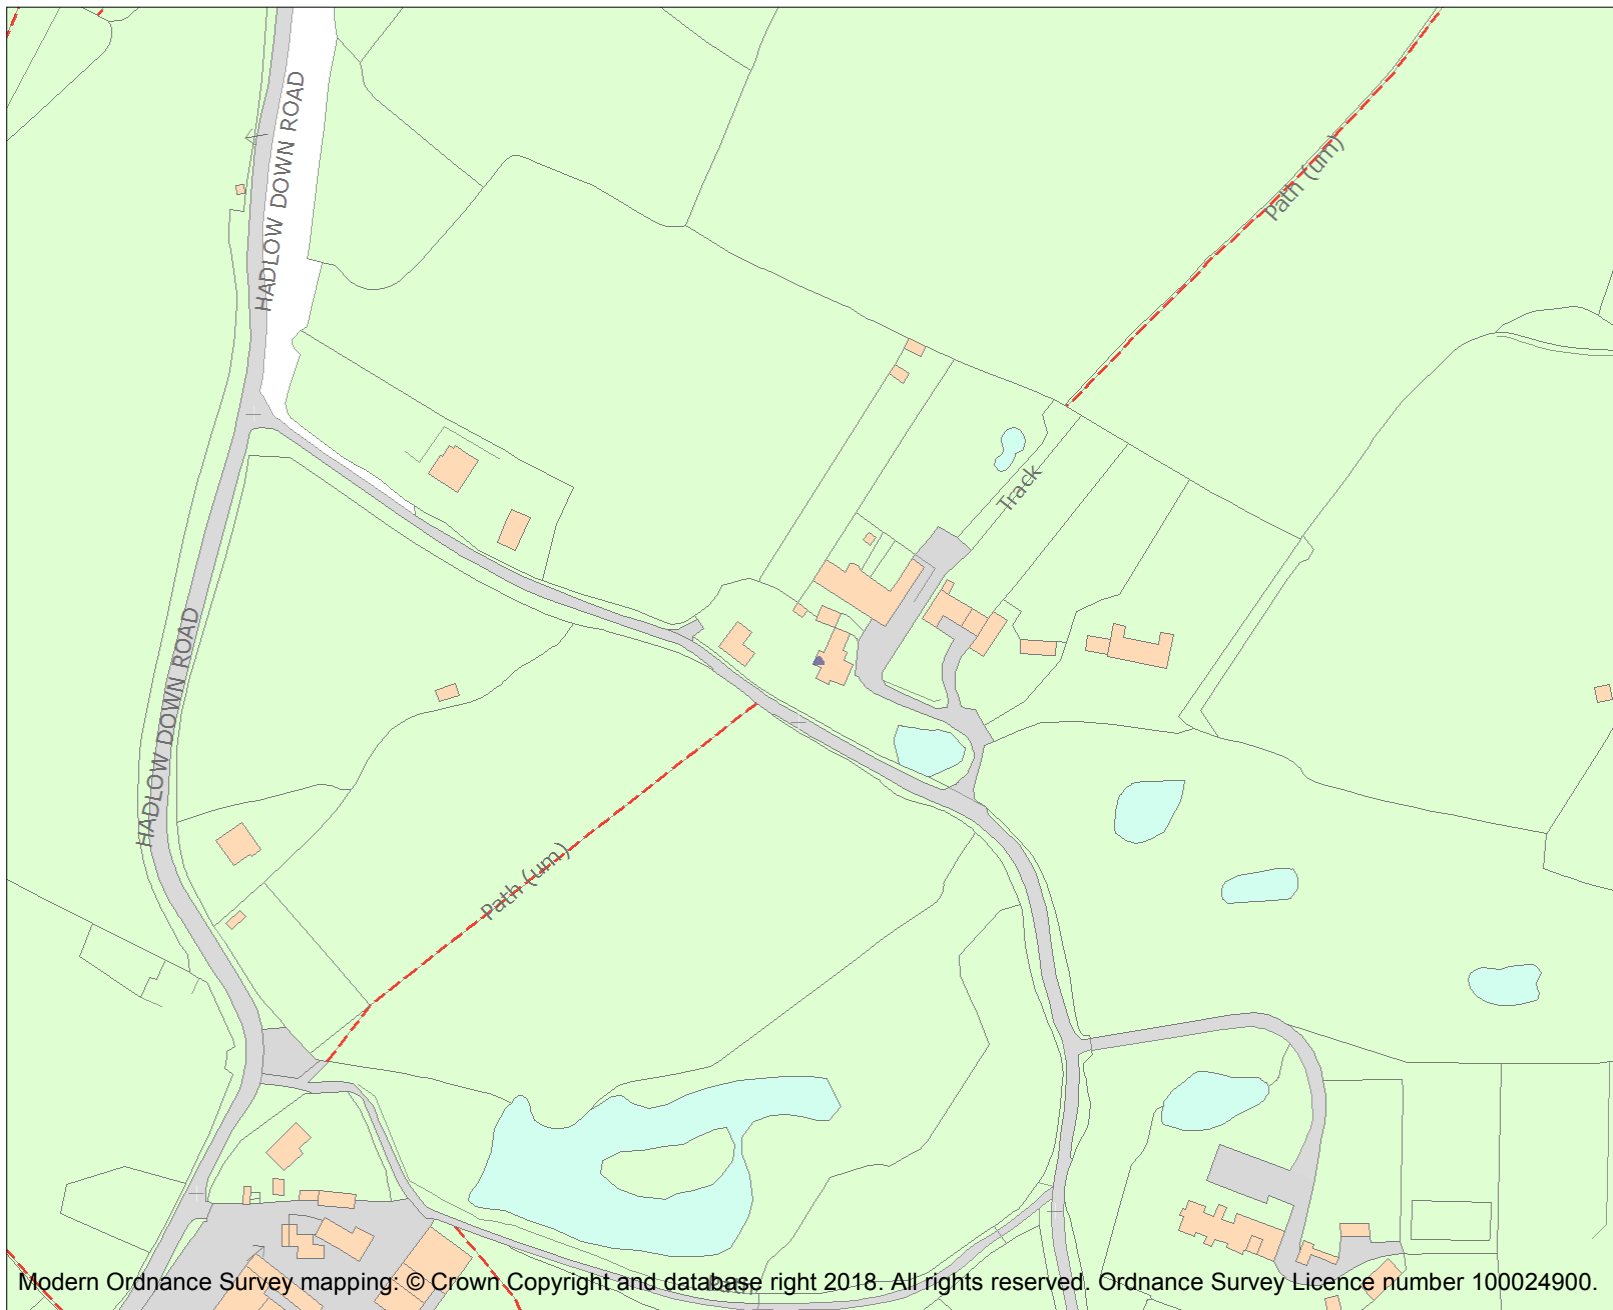 HADLOW DOWN ROAD
Path (um)
Track
HADLOW DOWN ROAD
Path (um)
Path
Modern Ordnance Survey mapping: © Crown Copyright and database right 2018. All rights reserved. Ordnance Survey Licence number 100024900.